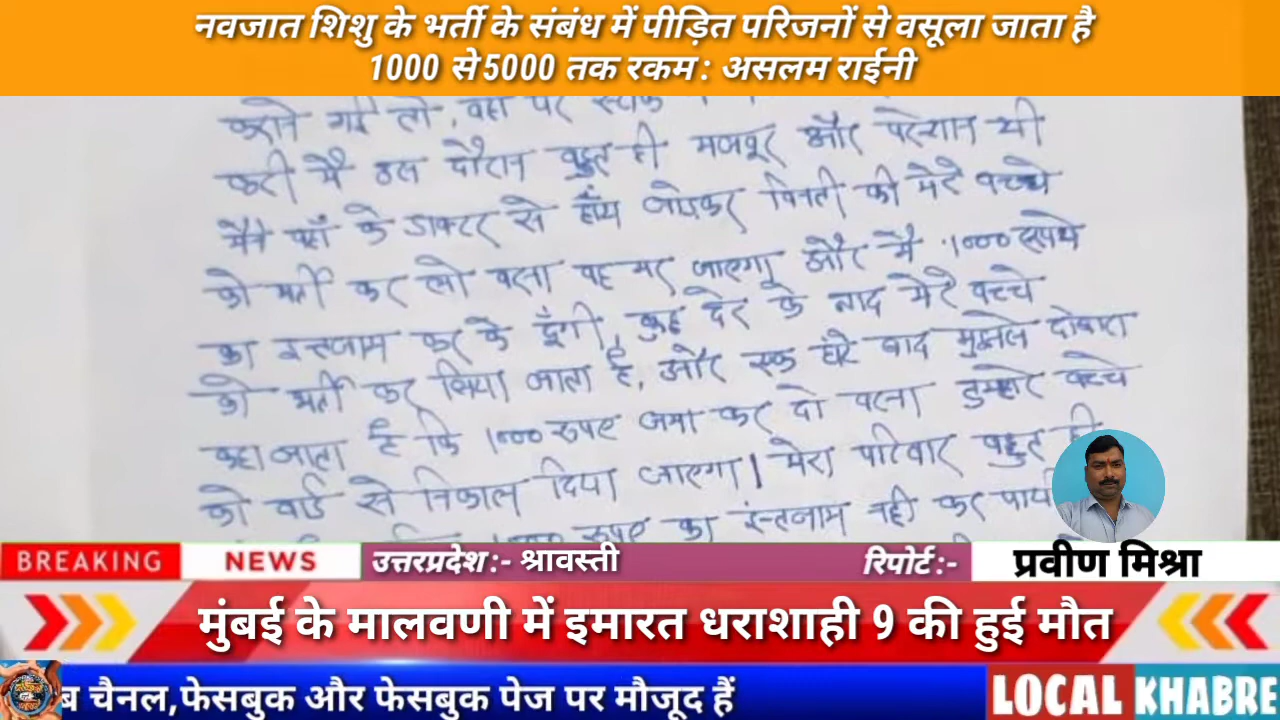 नवजात शिशु के भर्ती के संबंध में पीड़ित परिजनों से वसूला जाता है
1000 से 5000 तक रकम : असलम राईनी
कराने गई तो, वहां पर स्टाफ
करी मैं उस दौरान बहुत ही मजबूर और परेशान थी
मैंने वहाँ के डाक्टर से हाँथ जोडकर विनती की मेरे बच्चे
को भर्ती कर लो वरना वह मर जाएगा और मैं 1000 रूपये
का इन्तजाम कर के दूँगी, कुछ देर के बाद मेरे बच्चे
को भर्ती कर लिया जाता है, और एक घंटे बाद मुझसे दोबारा
कहा जाता है कि 1000 रुपए जमा कर दो वरना तुम्हारे बच्चे
को वार्ड से निकाल दिया जाएगा। मेरा परिवार बहुत ही
1000 रुपए का इन्तजाम नही कर पायी
BREAKING NEWS उत्तरप्रदेश :- श्रावस्ती रिपोर्ट :- प्रवीण मिश्रा
मुंबई के मालवणी में इमारत धराशाही 9 की हुई मौत
ब चैनल,फेसबुक और फेसबुक पेज पर मौजूद हैं LOCAL KHABRE